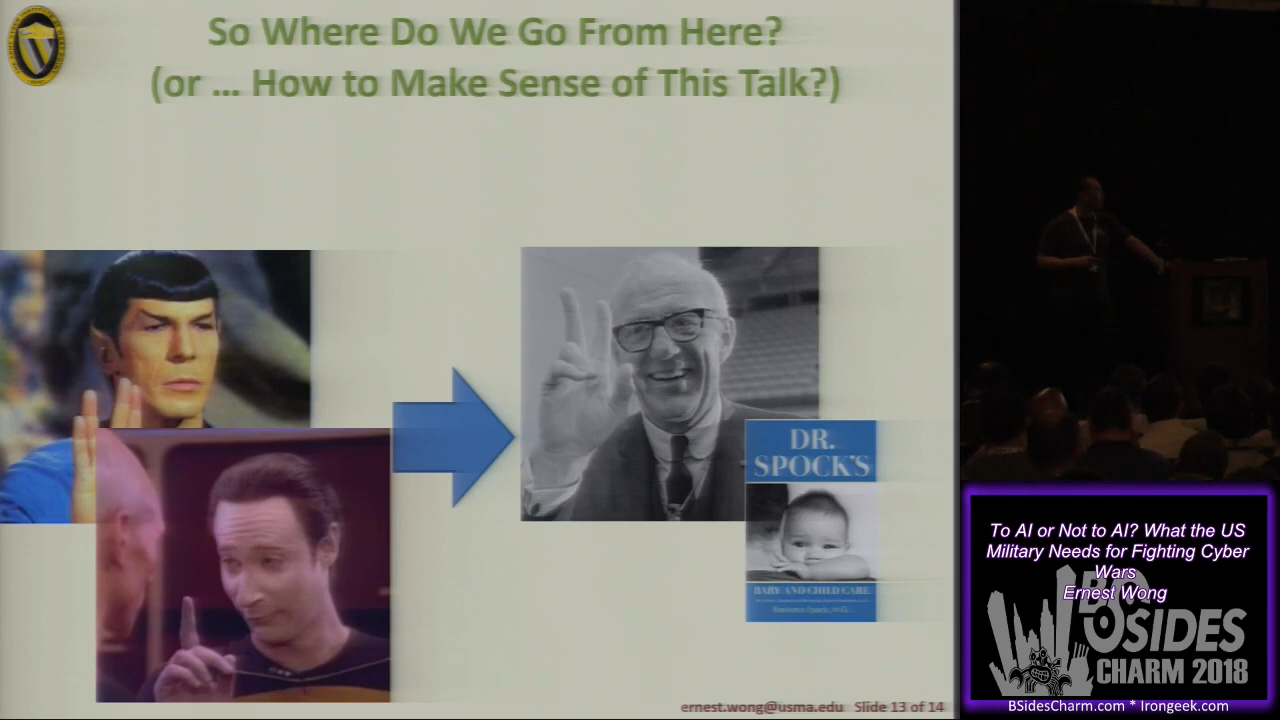 So Where Do We Go From Here?
(or ... How to Make Sense of This Talk?)
DR.
SPOCK'S
BABY AND CHILD CARE
Benjamin Spock, M.D.
ernest.wong@usma.edu Slide 13 of 14
To AI or Not to AI? What the US
Military Needs for Fighting Cyber
Wars
Ernest Wong
BSIDES
CHARM 2018
BSidesCharm.com * Irongeek.com